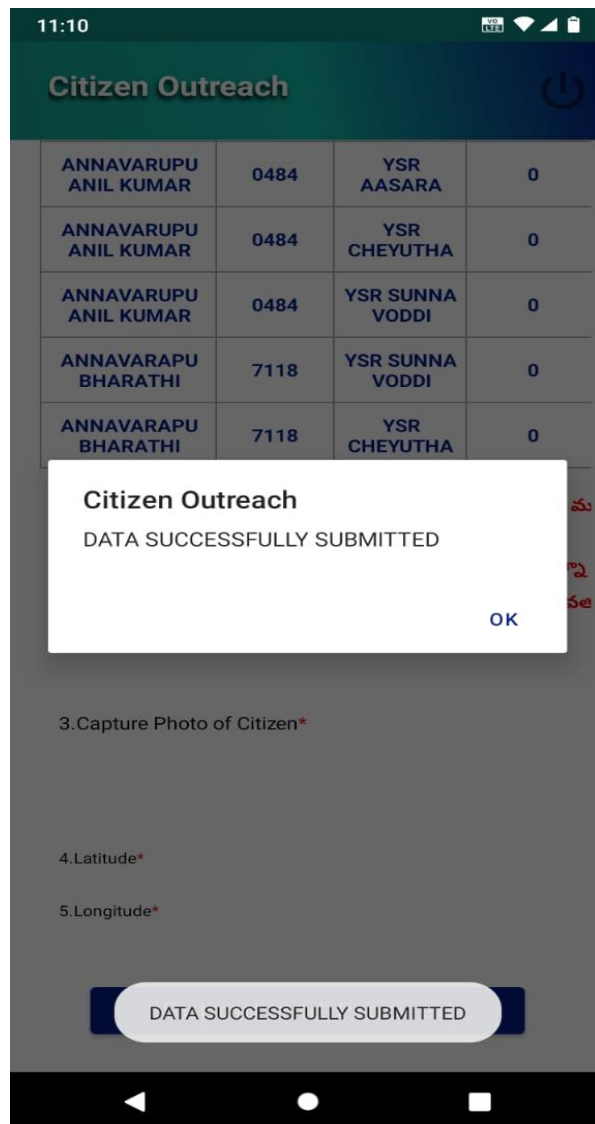 11:10
VO LTE
Citizen Outreach
ANNAVARUPU ANIL KUMAR 0484 YSR AASARA 0
ANNAVARUPU ANIL KUMAR 0484 YSR CHEYUTHA 0
ANNAVARUPU ANIL KUMAR 0484 YSR SUNNA VODDI 0
ANNAVARAPU BHARATHI 7118 YSR SUNNA VODDI 0
ANNAVARAPU BHARATHI 7118 YSR CHEYUTHA 0
Citizen Outreach
DATA SUCCESSFULLY SUBMITTED
OK
3.Capture Photo of Citizen*
4.Latitude*
5.Longitude*
DATA SUCCESSFULLY SUBMITTED